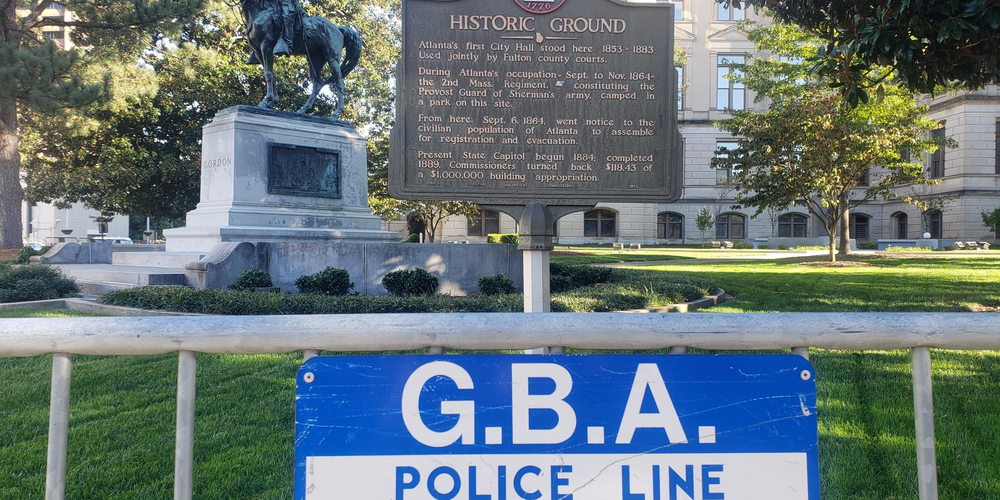 1776
HISTORIC GROUND
Atlanta's first City Hall stood here 1853-1883
Used jointly by Fulton county courts.
During Atlanta's occupation - Sept. to Nov. 1864-
the 2nd Mass. Regiment, constituting the
Provost Guard of Sherman's army, camped in
a park on this site.
From here, Sept. 6, 1864, went notice to the
civilian population of Atlanta to assemble
for registration and evacuation.
Present State Capitol begun 1884; completed
1889. Commissioners turned back $118.43 of
a $1,000,000 building appropriation.
GORDON
G.B.A.
POLICE LINE